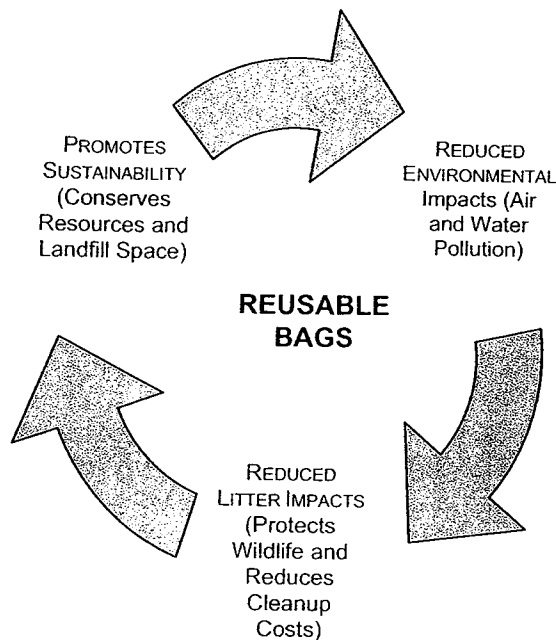 PROMOTES
SUSTAINABILITY
(Conserves
Resources and
Landfill Space)
REDUCED
ENVIRONMENTAL
Impacts (Air
and Water
Pollution)
REUSABLE
BAGS
REDUCED
LITTER IMPACTS
(Protects
Wildlife and
Reduces
Cleanup
Costs)